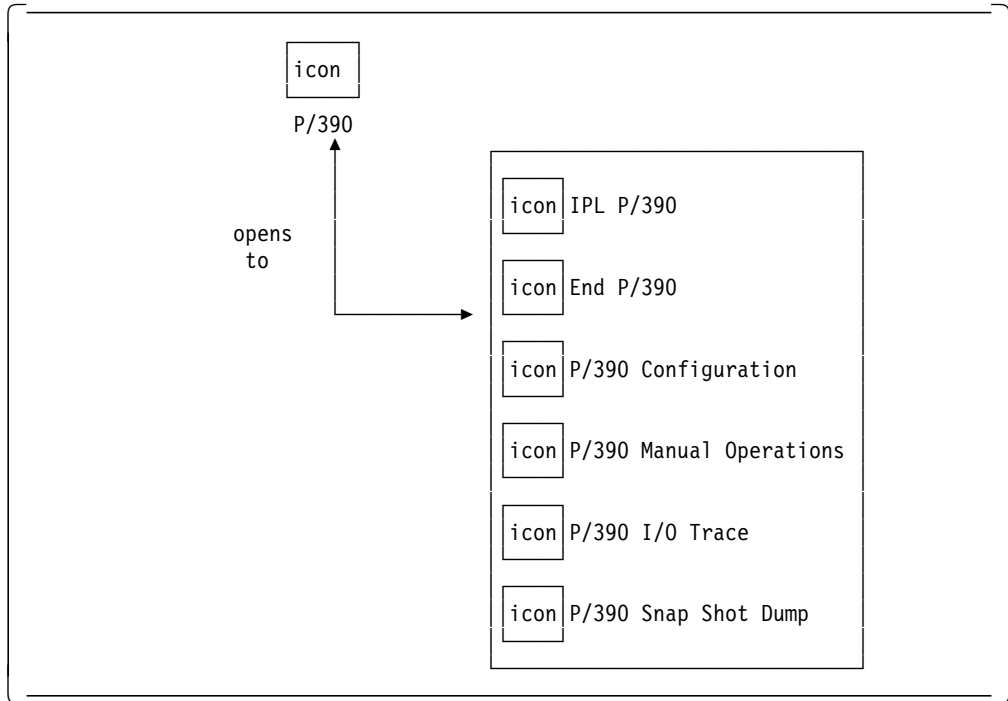 icon
P/390
opens
to
icon IPL P/390
icon End P/390
icon P/390 Configuration
icon P/390 Manual Operations
icon P/390 I/O Trace
icon P/390 Snap Shot Dump